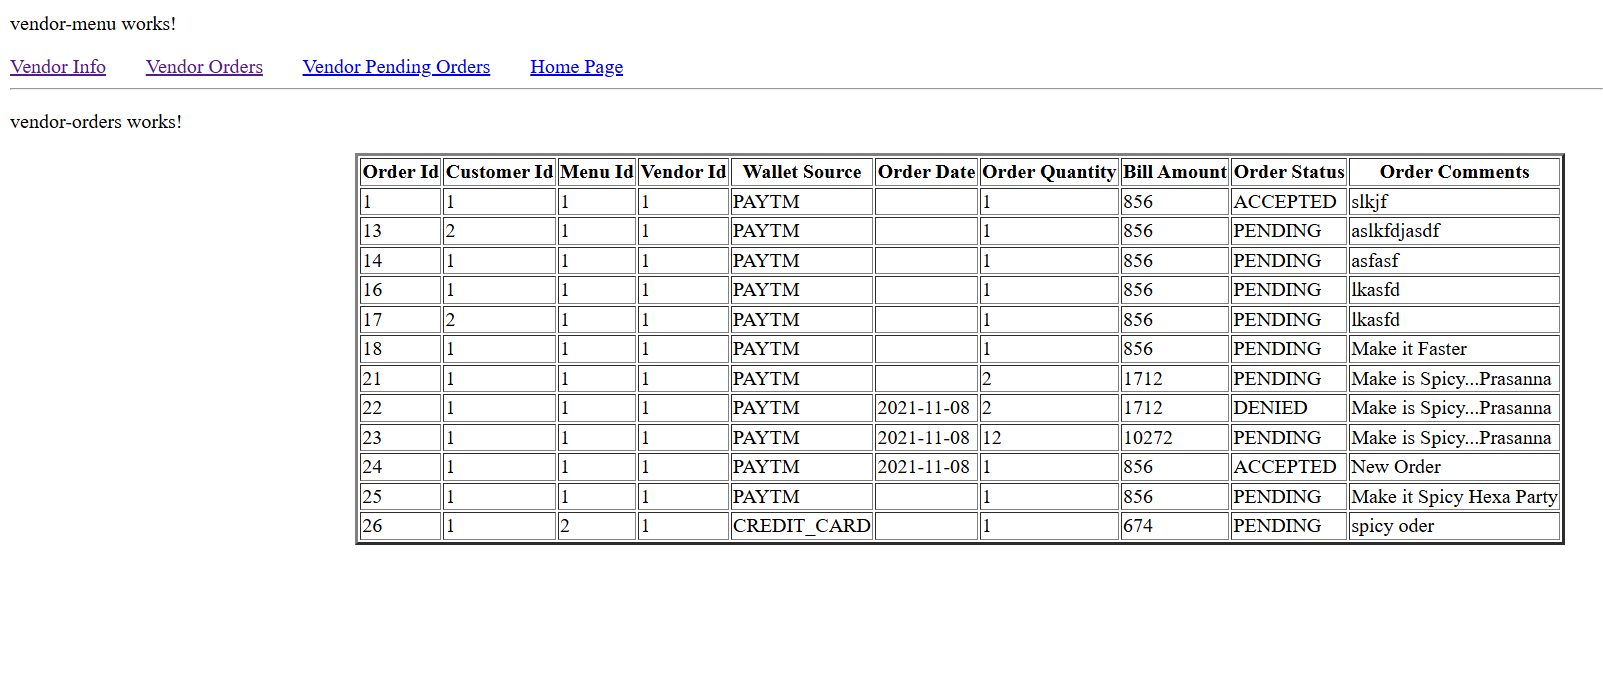 vendor-menu works!
Vendor Info Vendor Orders Vendor Pending Orders Home Page
vendor-orders works!
Order Id Customer Id Menu Id Vendor Id Wallet Source Order Date Order Quantity Bill Amount Order Status Order Comments
1 1 1 1 PAYTM 1 856 ACCEPTED slkjf
13 2 1 1 PAYTM 1 856 PENDING aslkfdjasdf
14 1 1 1 PAYTM 1 856 PENDING asfasf
16 1 1 1 PAYTM 1 856 PENDING lkasfd
17 2 1 1 PAYTM 1 856 PENDING lkasfd
18 1 1 1 PAYTM 1 856 PENDING Make it Faster
21 1 1 1 PAYTM 2 1712 PENDING Make is Spicy...Prasanna
22 1 1 1 PAYTM 2021-11-08 2 1712 DENIED Make is Spicy...Prasanna
23 1 1 1 PAYTM 2021-11-08 12 10272 PENDING Make is Spicy...Prasanna
24 1 1 1 PAYTM 2021-11-08 1 856 ACCEPTED New Order
25 1 1 1 PAYTM 1 856 PENDING Make it Spicy Hexa Party
26 1 2 1 CREDIT_CARD 1 674 PENDING spicy oder